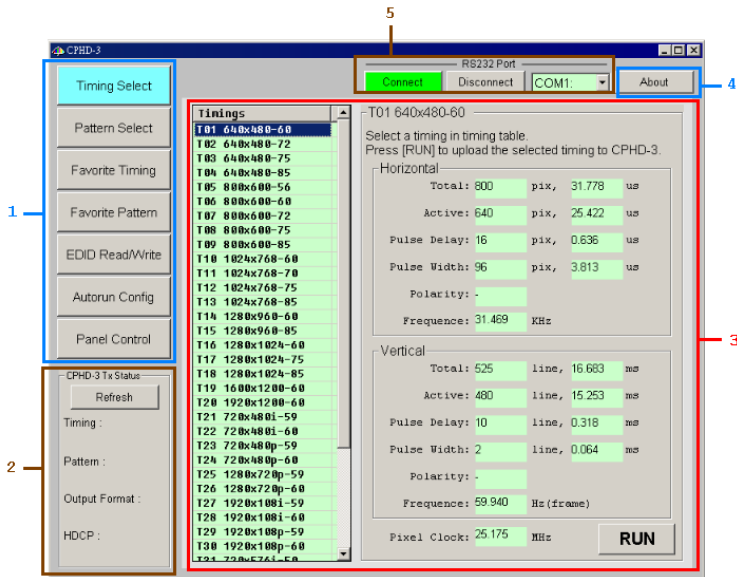 5
CPHD-3
RS232 Port
Connect Disconnect COM1: About
4
1
Timing Select
Pattern Select
Favorite Timing
Favorite Pattern
EDID Read/Write
Autorun Config
Panel Control
2
CPHD-3 Tx Status
Refresh
Timing :
Pattern :
Output Format :
HDCP :
Timings
T01 640x480-60
T02 640x480-72
T03 640x480-75
T04 640x480-85
T05 800x600-56
T06 800x600-60
T07 800x600-72
T08 800x600-75
T09 800x600-85
T10 1024x768-60
T11 1024x768-70
T12 1024x768-75
T13 1024x768-85
T14 1280x960-60
T15 1280x960-85
T16 1280x1024-60
T17 1280x1024-75
T18 1280x1024-85
T19 1600x1200-60
T20 1920x1200-60
T21 720x480i-59
T22 720x480i-60
T23 720x480p-59
T24 720x480p-60
T25 1280x720p-59
T26 1280x720p-60
T27 1920x108i-59
T28 1920x108i-60
T29 1920x108p-59
T30 1920x108p-60
T31 720x576i-50
T01 640x480-60
Select a timing in timing table.
Press [RUN] to upload the selected timing to CPHD-3.
Horizontal
Total: 800 pix, 31.778 us
Active: 640 pix, 25.422 us
Pulse Delay: 16 pix, 0.636 us
Pulse Width: 96 pix, 3.813 us
Polarity: -
Frequence: 31.469 KHz
3
Vertical
Total: 525 line, 16.683 ms
Active: 480 line, 15.253 ms
Pulse Delay: 10 line, 0.318 ms
Pulse Width: 2 line, 0.064 ms
Polarity: -
Frequence: 59.940 Hz(frame)
Pixel Clock: 25.175 MHz RUN